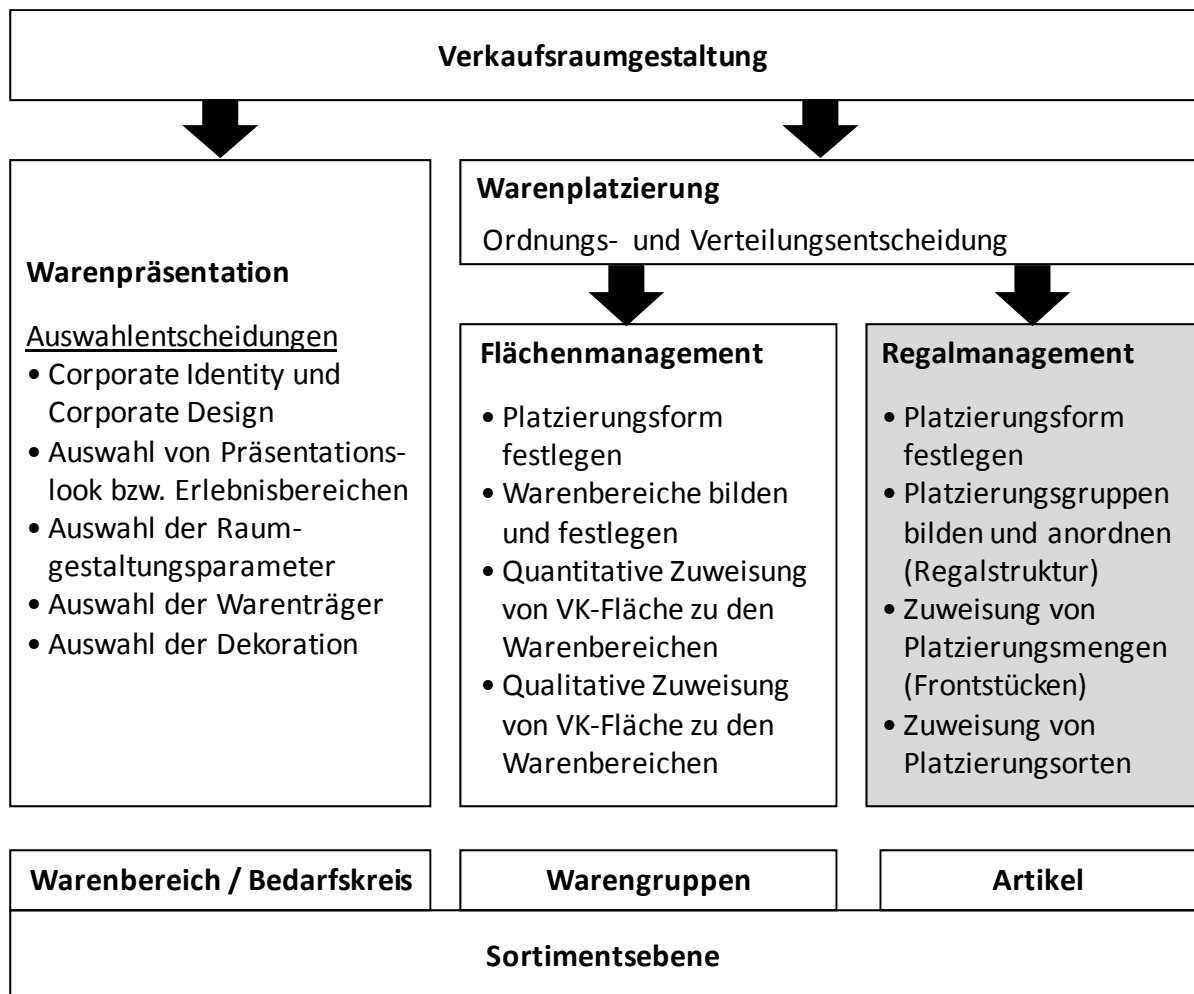 Verkaufsraumgestaltung
Warenpräsentation
Auswahlentscheidungen
• Corporate Identity und
Corporate Design
• Auswahl von Präsentations-
look bzw. Erlebnisbereichen
• Auswahl der Raum-
gestaltungsparameter
• Auswahl der Warenträger
• Auswahl der Dekoration
Warenplatzierung
Ordnungs- und Verteilungsentscheidung
Flächenmanagement
• Platzierungsform
festlegen
• Warenbereiche bilden
und festlegen
• Quantitative Zuweisung
von VK-Fläche zu den
Warenbereichen
• Qualitative Zuweisung
von VK-Fläche zu den
Warenbereichen
Regalmanagement
• Platzierungsform
festlegen
• Platzierungsgruppen
bilden und anordnen
(Regalstruktur)
• Zuweisung von
Platzierungsmengen
(Frontstücken)
• Zuweisung von
Platzierungsorten
Warenbereich / Bedarfskreis
Warengruppen
Artikel
Sortimentsebene